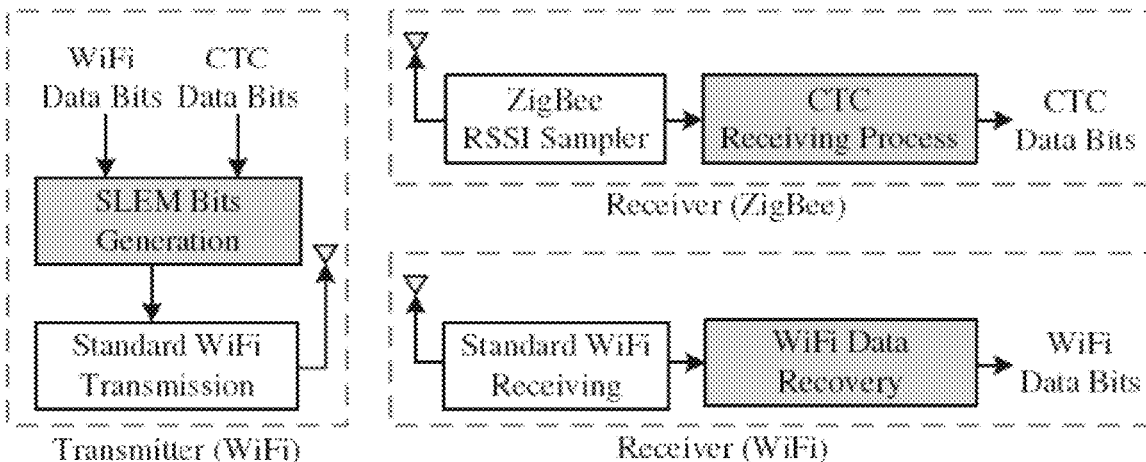 WiFi
Data Bits
CTC
Data Bits
SLEM Bits
Generation
Standard WiFi
Transmission
Transmitter (WiFi)
ZigBee
RSSI Sampler
CTC
Receiving Process
CTC
Data Bits
Receiver (ZigBee)
Standard WiFi
Receiving
WiFi Data
Recovery
WiFi
Data Bits
Receiver (WiFi)